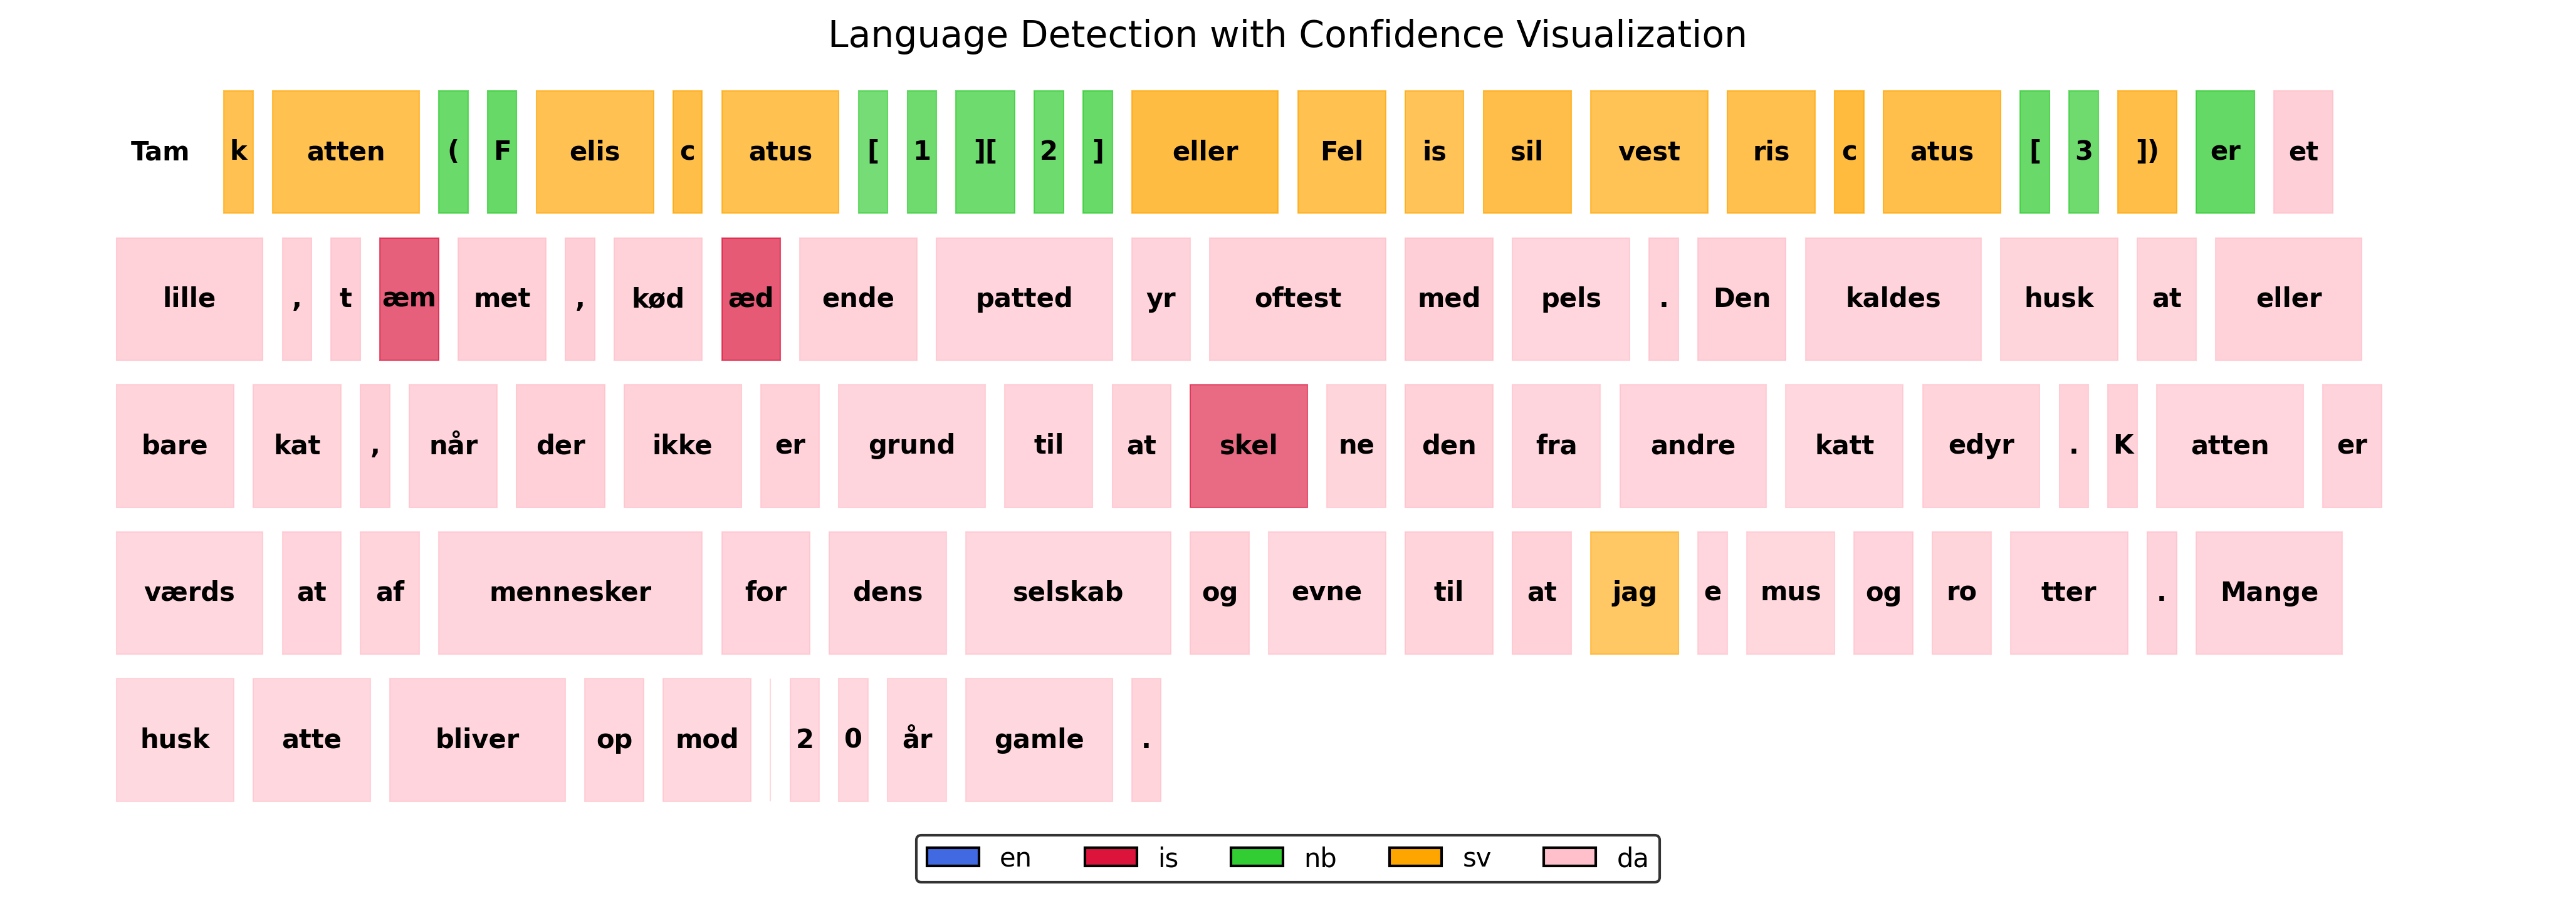 Language Detection with Confidence Visualization
Tam k atten ( F elis c atus [ 1 ][ 2 ] eller Fel is sil vest ris c atus [ 3 ]) er et
lille , t æm met , kød æd ende patted yr oftest med pels . Den kaldes husk at eller
bare kat , når der ikke er grund til at skel ne den fra andre katt edyr . K atten er
værds at af mennesker for dens selskab og evne til at jag e mus og ro tter . Mange
husk atte bliver op mod 2 0 år gamle .
en is nb sv da